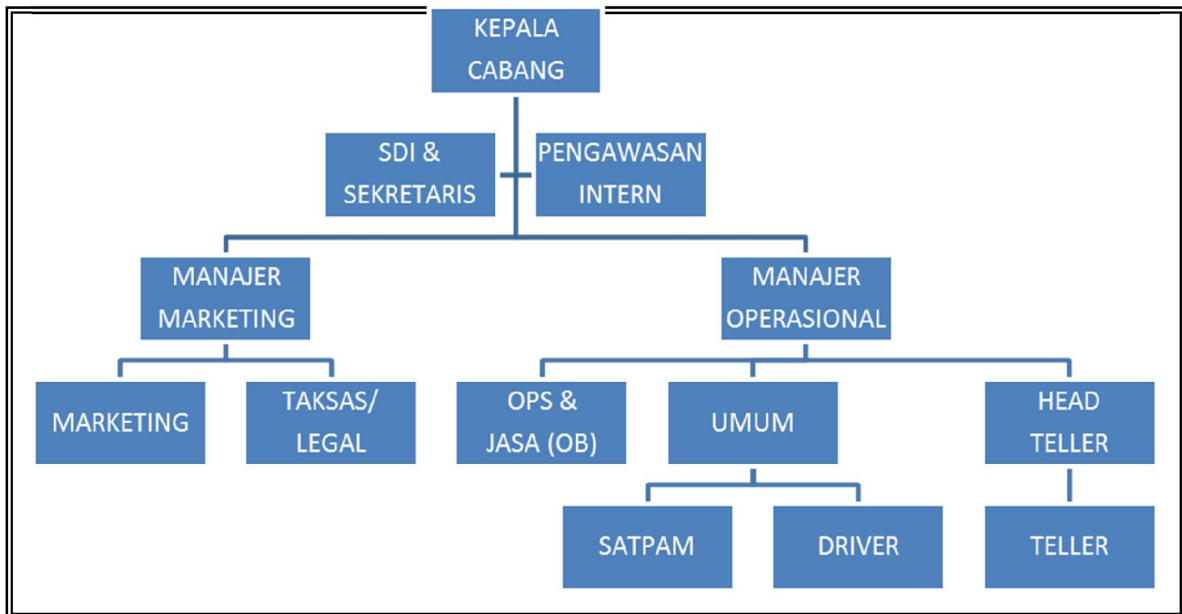 KEPALA
CABANG
SDI &
SEKRETARIS
PENGAWASAN
INTERN
MANAJER
MARKETING
MANAJER
OPERASIONAL
MARKETING
TAKSAS/
LEGAL
OPS &
JASA (OB)
UMUM
HEAD
TELLER
SATPAM
DRIVER
TELLER